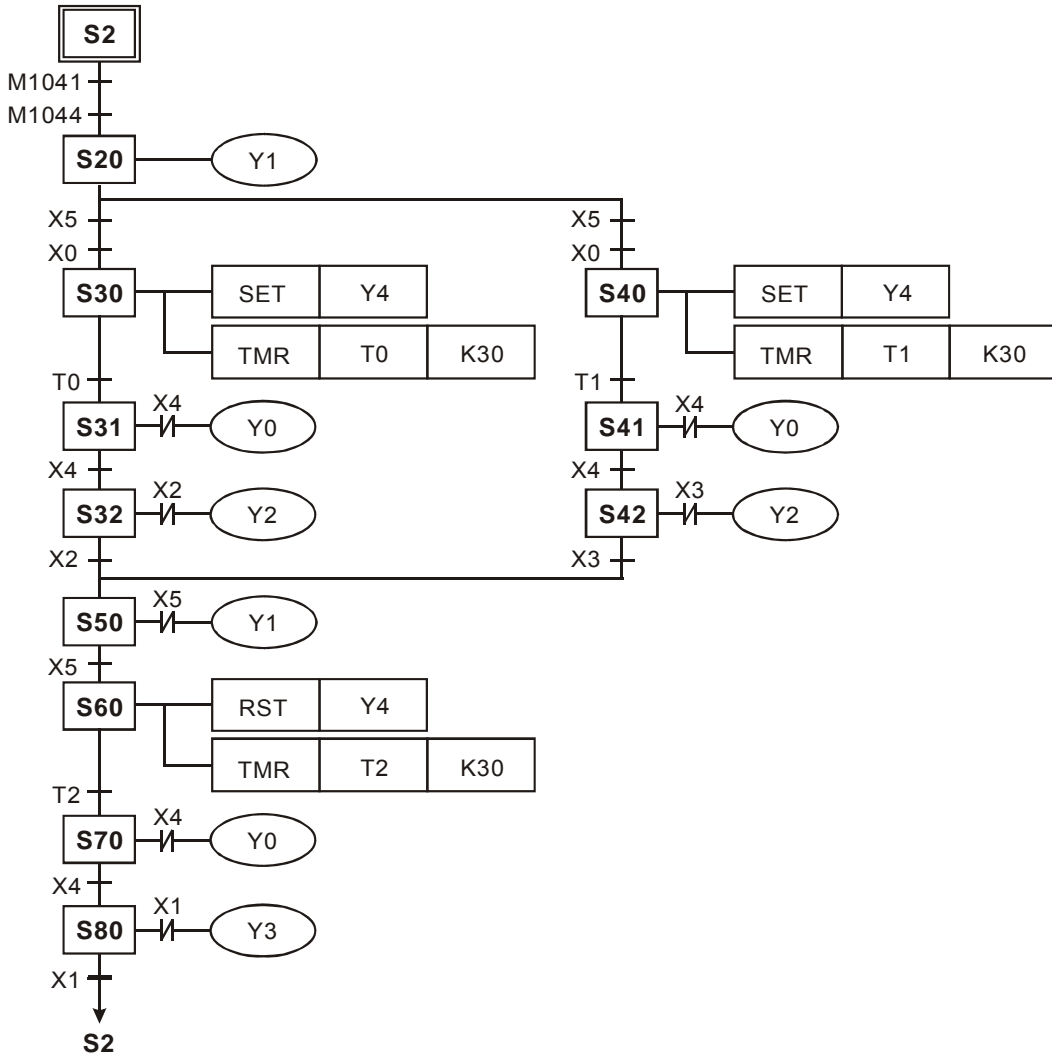 S2
M1041
M1044
S20 Y1
X5 X5
X0 X0
S30 SET Y4 S40 SET Y4
TMR T0 K30 TMR T1 K30
T0 T1
X4 X4
S31 Y0 S41 Y0
X4 X4
X2 X3
S32 Y2 S42 Y2
X2 X3
X5
S50 Y1
X5
S60 RST Y4
TMR T2 K30
T2
X4
S70 Y0
X4
X1
S80 Y3
X1
S2